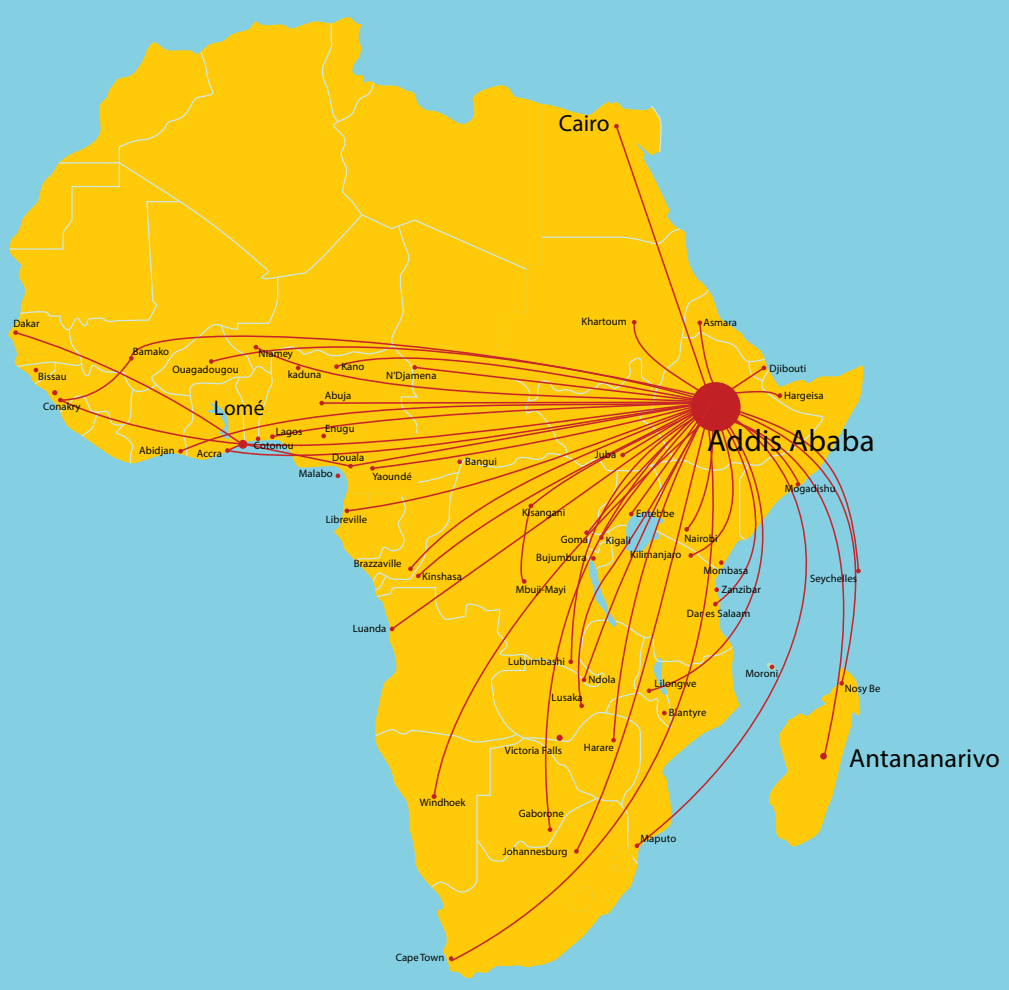 Cairo
Khartoum
Asmara
Dakar
Bamako
Niamey
Ouagadougou
kaduna
Kano
N'Djamena
Djibouti
Bissau
Hargeisa
Conakry
Abuja
Lomé
Lagos
Enugu
Cotonou
Addis Ababa
Abidjan
Accra
Douala
Juba
Malabo
Yaoundé
Bangui
Mogadishu
Libreville
Kisangani
Entebbe
Goma
Kigali
Nairobi
Bujumbura
Kilimanjaro
Brazzaville
Kinshasa
Mombasa
Seychelles
Mbuji-Mayi
Zanzibar
Dar es Salaam
Luanda
Lubumbashi
Moroni
Ndola
Lilongwe
Nosy Be
Lusaka
Blantyre
Victoria Falls
Harare
Antananarivo
Windhoek
Gaborone
Maputo
Johannesburg
Cape Town